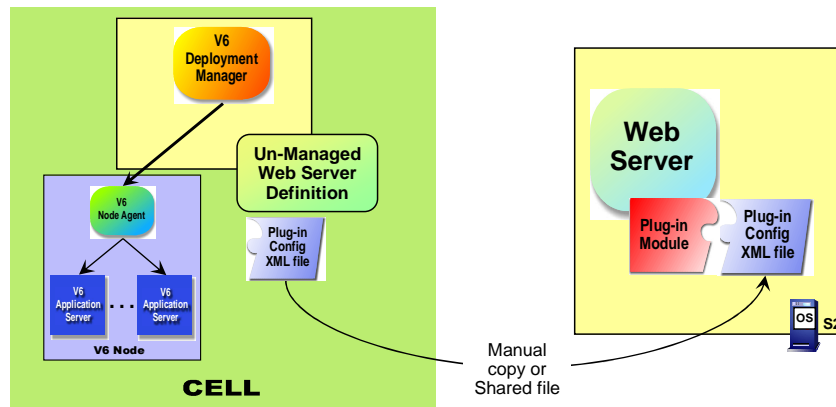 V6
Deployment
Manager
Un-Managed
Web Server
Definition
V6
Node Agent
Plug-in
Config
XML file
V6
Application
Server
. . .
V6
Application
Server
V6 Node
CELL
Manual
copy or
Shared file
Web
Server
Plug-in
Module
Plug-in
Config
XML file
OS
S2